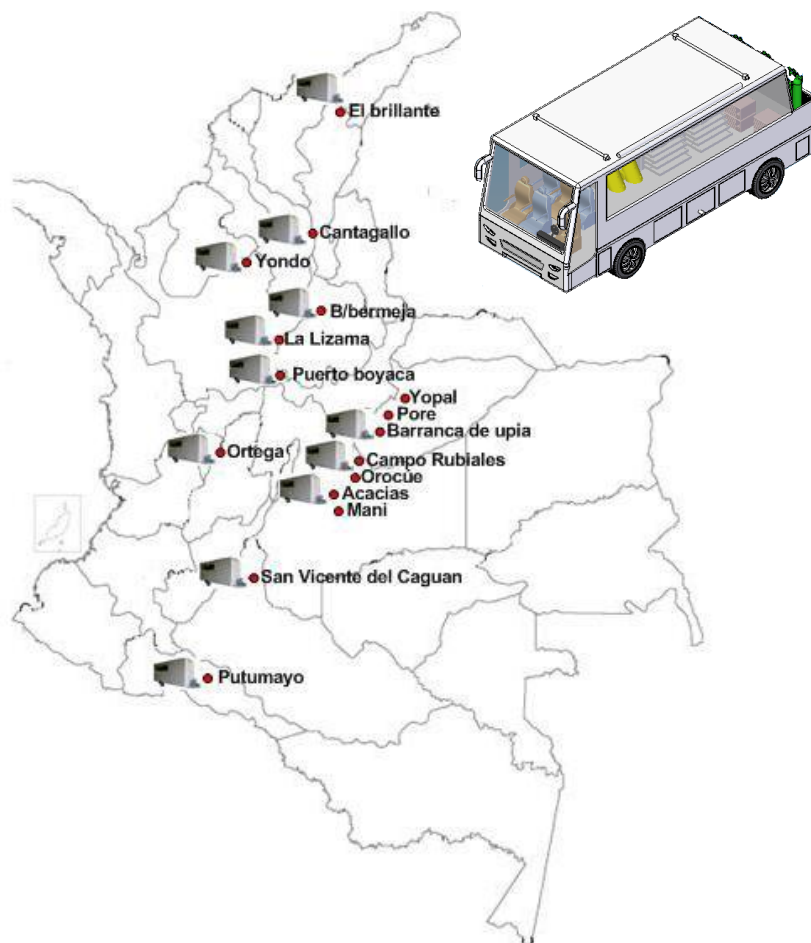 El brillante
Cantagallo
Yondo
B/bermeja
La Lizama
Puerto boyaca
Yopal
Pore
Barranca de upia
Ortega
Campo Rubiales
Orocúe
Acacias
Mani
San Vicente del Caguan
Putumayo